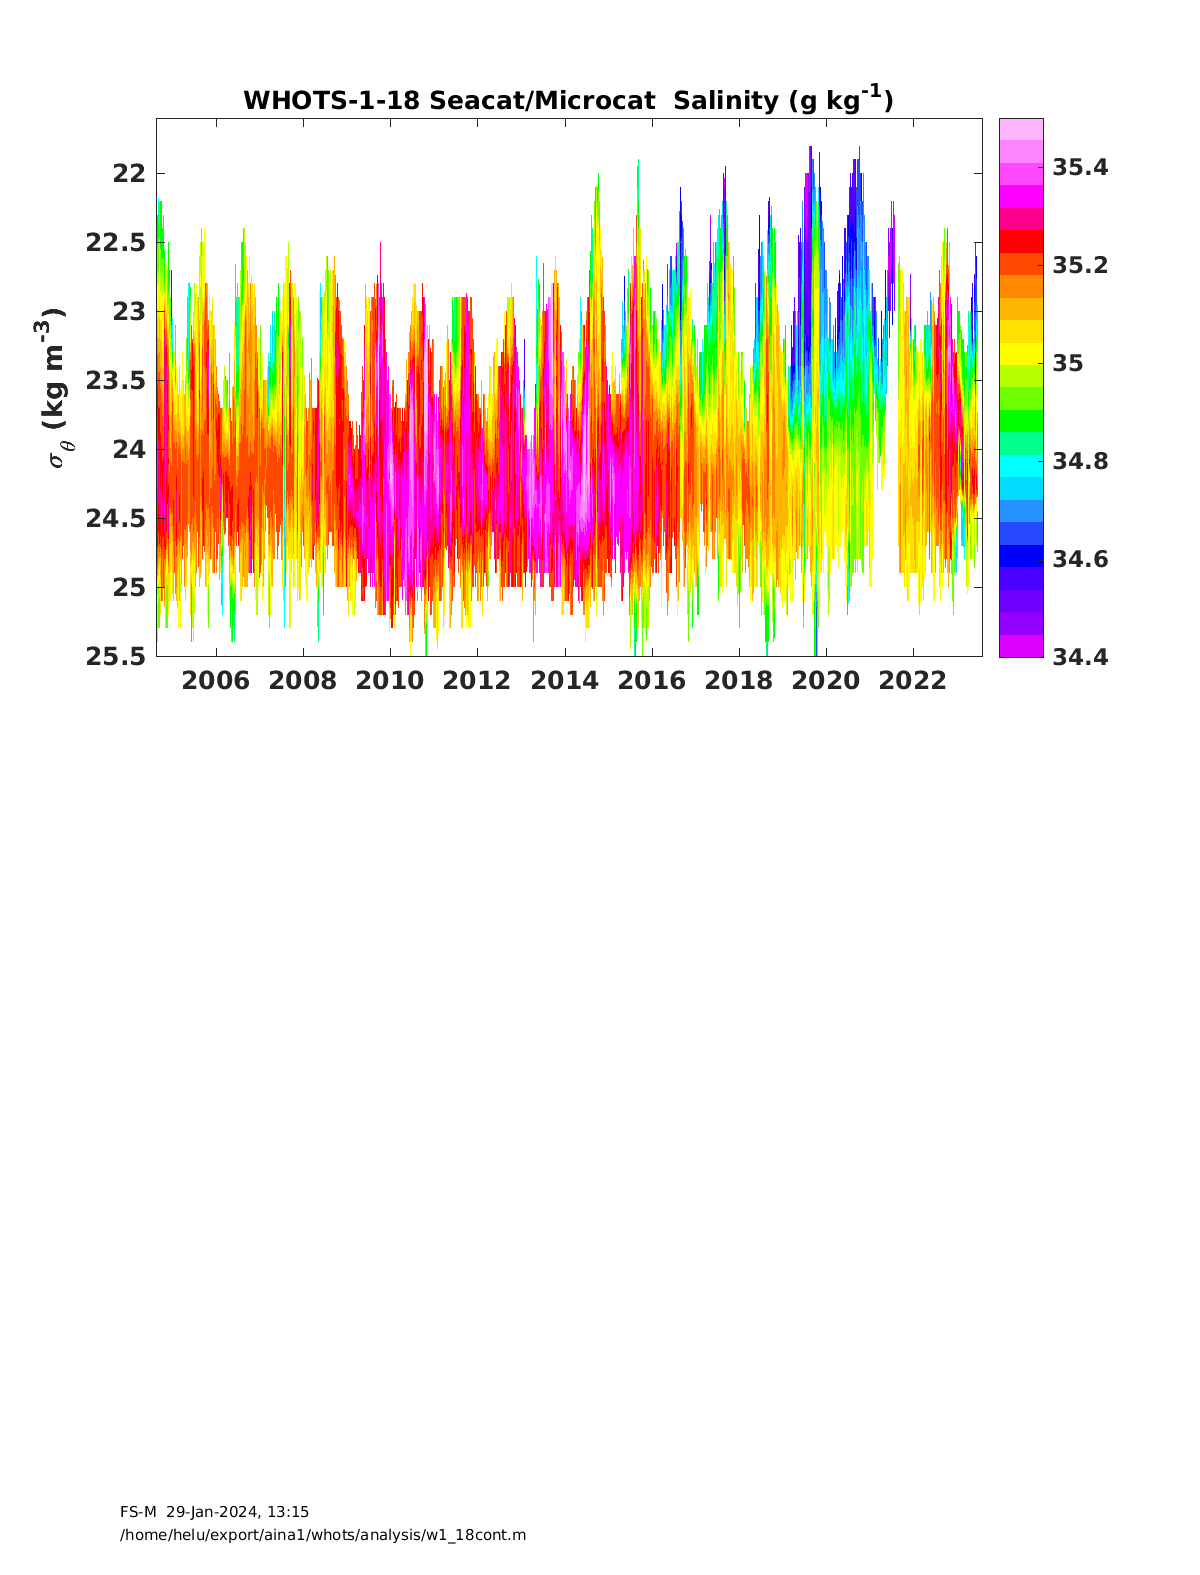 WHOTS-1-18 Seacat/Microcat  Salinity (g kg-1)
22
22.5
23
23.5
24
24.5
25
25.5
σθ (kg m-3)
2006 2008 2010 2012 2014 2016 2018 2020 2022
35.4
35.2
35
34.8
34.6
34.4
FS-M  29-Jan-2024, 13:15
/home/helu/export/aina1/whots/analysis/w1_18cont.m